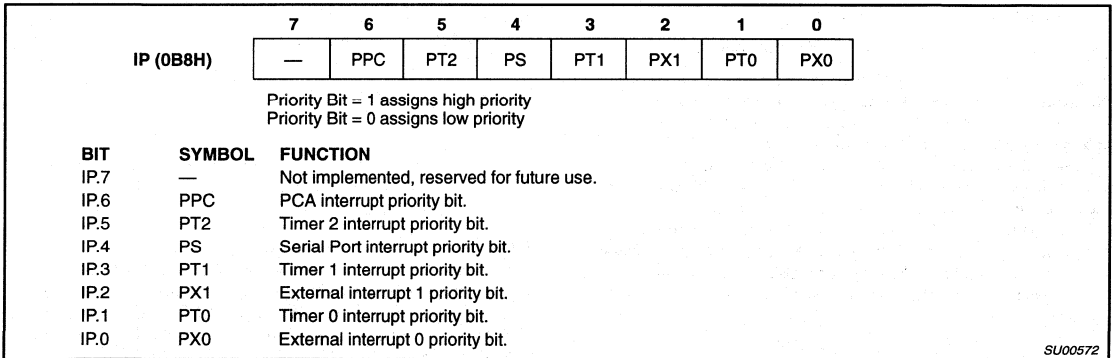 7 6 5 4 3 2 1 0
IP (0B8H) — PPC PT2 PS PT1 PX1 PT0 PX0
Priority Bit = 1 assigns high priority
Priority Bit = 0 assigns low priority
BIT SYMBOL FUNCTION
IP.7 — Not implemented, reserved for future use.
IP.6 PPC PCA interrupt priority bit.
IP.5 PT2 Timer 2 interrupt priority bit.
IP.4 PS Serial Port interrupt priority bit.
IP.3 PT1 Timer 1 interrupt priority bit.
IP.2 PX1 External interrupt 1 priority bit.
IP.1 PT0 Timer 0 interrupt priority bit.
IP.0 PX0 External interrupt 0 priority bit.
SU00572